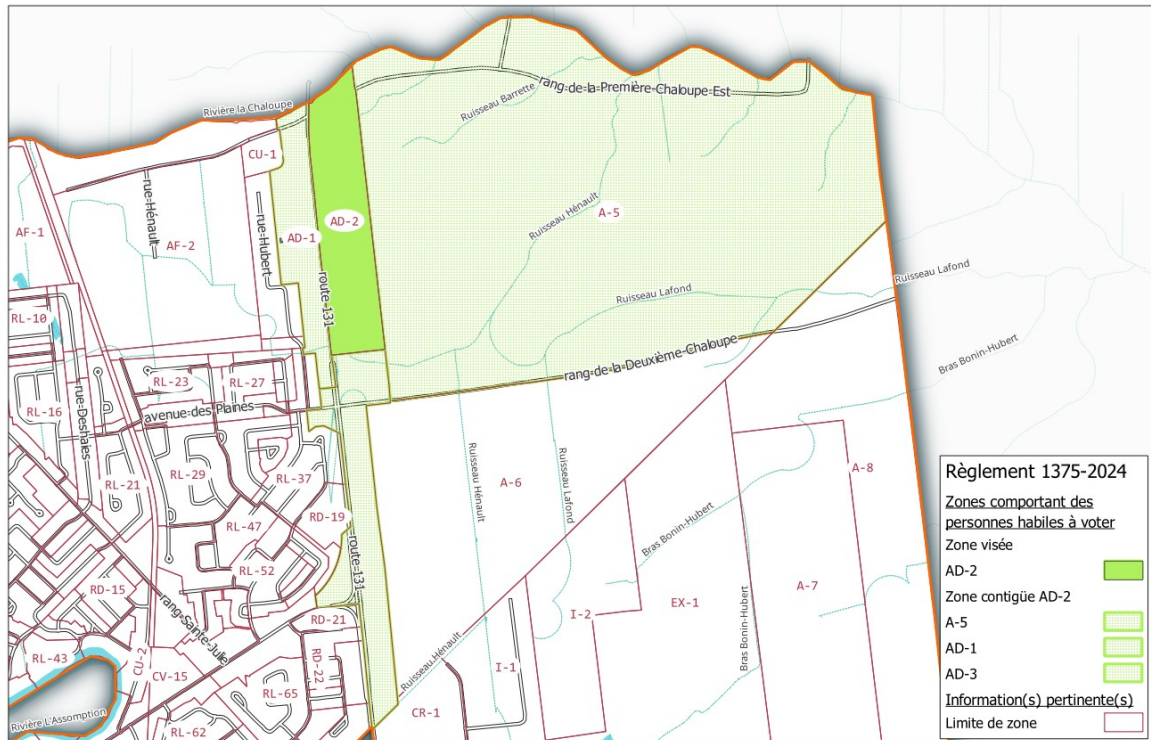 rang de la Première-Chaloupe Est
Rivière la Chaloupe
Ruisseau Barrette
CU-1
rue-Hénault
rue-Hubert
AF-1
AF-2
AD-1
AD-2
A-5
Ruisseau Hénault
route-131
Ruisseau Lafond
Ruisseau Lafond
RL-10
Bras Bonin-Hubert
rang de la Deuxième-Chaloupe
RL-23
RL-27
RL-16
rue-Deshaies
avenue des Plaines
RL-21
RL-29
RL-37
Ruisseau Hénault
A-6
Ruisseau Lafond
A-8
RL-47
RD-19
Bras Bonin-Hubert
route-131
RL-52
RD-15
rang-Sainte-Julie
RD-21
I-2
EX-1
A-7
Bras Bonin-Hubert
RL-43
CU-2
CV-15
RD-22
Ruisseau-Hénault
I-1
RL-65
CR-1
Rivière L'Assomption
RL-62
Règlement 1375-2024
Zones comportant des
personnes habiles à voter
Zone visée
AD-2
Zone contigüe AD-2
A-5
AD-1
AD-3
Information(s) pertinente(s)
Limite de zone